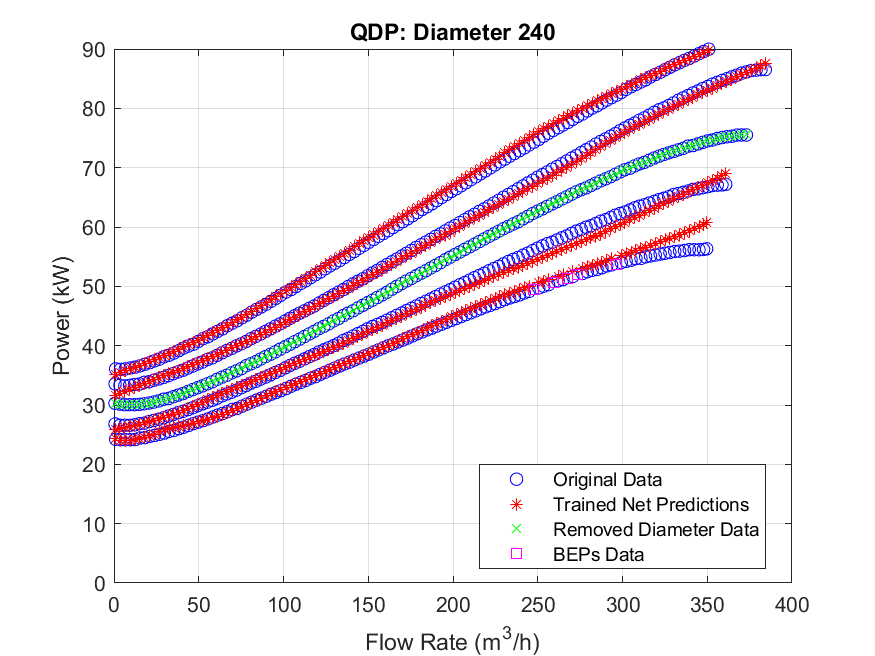 QDP: Diameter 240
90
80
70
60
50
40
30
20
10
0
Power (kW)
0 50 100 150 200 250 300 350 400
Flow Rate (m³/h)
Original Data
Trained Net Predictions
Removed Diameter Data
BEPs Data